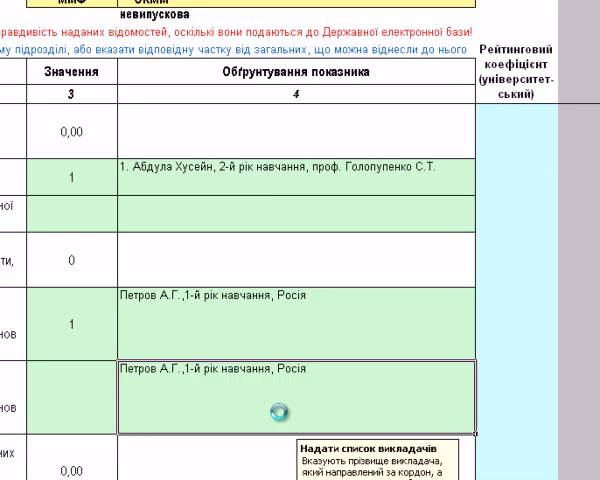 невипускова
равдивість наданих відомостей, оскільки вони подаються до Державної електронної бази!
му підрозділі, або вказати відповідну частку від загальних, що можна віднесли до нього
Рейтинговий
коефіцієнт
(університет-
ський)
Значення
Обґрунтування показника
3
4
0,00
1
1. Абдула Хусейн, 2-й рік навчання, проф. Голопупенко С.Т.
ної
ти,
0
Петров А.Г.,1-й рік навчання, Росія
1
нов
Петров А.Г.,1-й рік навчання, Росія
нов
них
0,00
Надати список викладачів
Вказують прізвище викладача,
який направлений за кордон, а